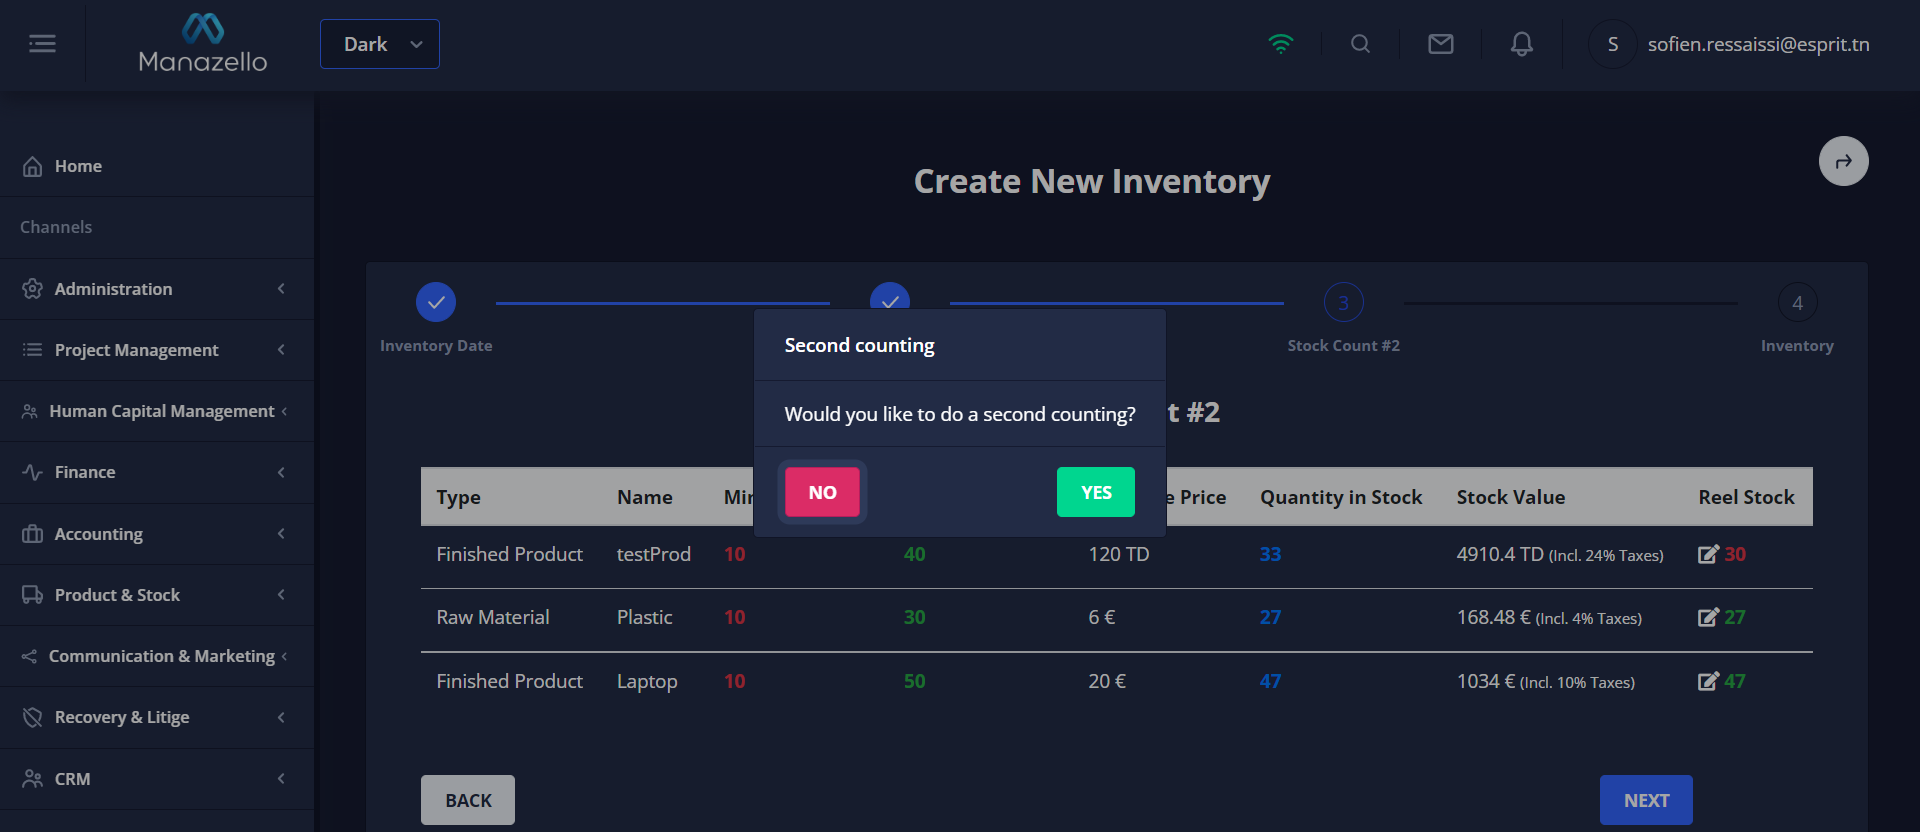 Manazello
Dark
S
sofien.ressaissi@esprit.tn
Home
Channels
Administration
Project Management
Human Capital Management
Finance
Accounting
Product & Stock
Communication & Marketing
Recovery & Litige
CRM
Create New Inventory
3
4
Inventory Date
Stock Count #2
Inventory
#2
Second counting
Would you like to do a second counting?
NO
YES
Type Name Price Quantity in Stock Stock Value Reel Stock
Finished Product testProd 10 40 120 TD 33 4910.4 TD (Incl. 24% Taxes) 30
Raw Material Plastic 10 30 6 € 27 168.48 € (Incl. 4% Taxes) 27
Finished Product Laptop 10 50 20 € 47 1034 € (Incl. 10% Taxes) 47
BACK
NEXT